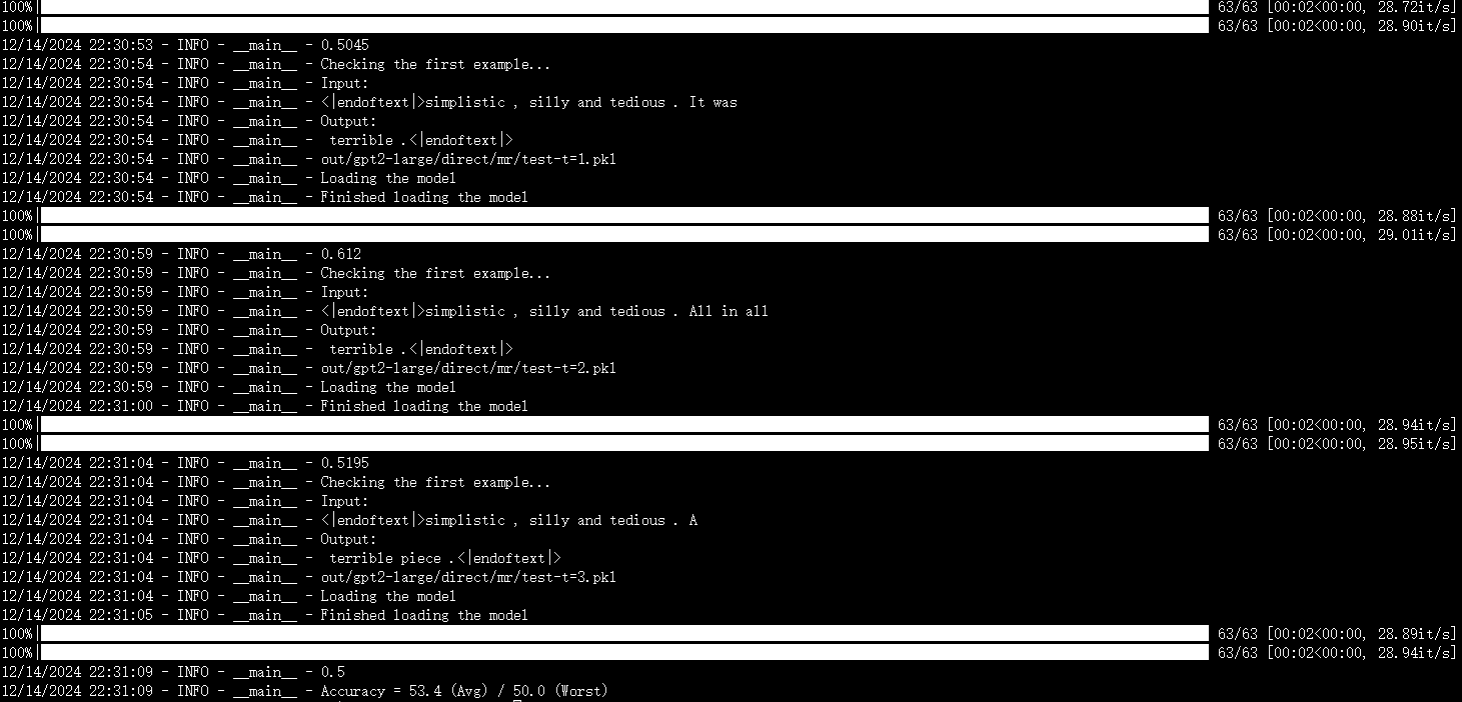 100%| 63/63 [00:02<00:00, 28.72it/s]
100%| 63/63 [00:02<00:00, 28.90it/s]
12/14/2024 22:30:53 - INFO - __main__ - 0.5045
12/14/2024 22:30:54 - INFO - __main__ - Checking the first example...
12/14/2024 22:30:54 - INFO - __main__ - Input:
12/14/2024 22:30:54 - INFO - __main__ - <|endoftext|>simplistic , silly and tedious . It was
12/14/2024 22:30:54 - INFO - __main__ - Output:
12/14/2024 22:30:54 - INFO - __main__ -  terrible .<|endoftext|>
12/14/2024 22:30:54 - INFO - __main__ - out/gpt2-large/direct/mr/test-t=1.pkl
12/14/2024 22:30:54 - INFO - __main__ - Loading the model
12/14/2024 22:30:54 - INFO - __main__ - Finished loading the model
100%| 63/63 [00:02<00:00, 28.88it/s]
100%| 63/63 [00:02<00:00, 29.01it/s]
12/14/2024 22:30:59 - INFO - __main__ - 0.612
12/14/2024 22:30:59 - INFO - __main__ - Checking the first example...
12/14/2024 22:30:59 - INFO - __main__ - Input:
12/14/2024 22:30:59 - INFO - __main__ - <|endoftext|>simplistic , silly and tedious . All in all
12/14/2024 22:30:59 - INFO - __main__ - Output:
12/14/2024 22:30:59 - INFO - __main__ -  terrible .<|endoftext|>
12/14/2024 22:30:59 - INFO - __main__ - out/gpt2-large/direct/mr/test-t=2.pkl
12/14/2024 22:30:59 - INFO - __main__ - Loading the model
12/14/2024 22:31:00 - INFO - __main__ - Finished loading the model
100%| 63/63 [00:02<00:00, 28.94it/s]
100%| 63/63 [00:02<00:00, 28.95it/s]
12/14/2024 22:31:04 - INFO - __main__ - 0.5195
12/14/2024 22:31:04 - INFO - __main__ - Checking the first example...
12/14/2024 22:31:04 - INFO - __main__ - Input:
12/14/2024 22:31:04 - INFO - __main__ - <|endoftext|>simplistic , silly and tedious . A
12/14/2024 22:31:04 - INFO - __main__ - Output:
12/14/2024 22:31:04 - INFO - __main__ -  terrible piece .<|endoftext|>
12/14/2024 22:31:04 - INFO - __main__ - out/gpt2-large/direct/mr/test-t=3.pkl
12/14/2024 22:31:04 - INFO - __main__ - Loading the model
12/14/2024 22:31:05 - INFO - __main__ - Finished loading the model
100%| 63/63 [00:02<00:00, 28.89it/s]
100%| 63/63 [00:02<00:00, 28.94it/s]
12/14/2024 22:31:09 - INFO - __main__ - 0.5
12/14/2024 22:31:09 - INFO - __main__ - Accuracy = 53.4 (Avg) / 50.0 (Worst)